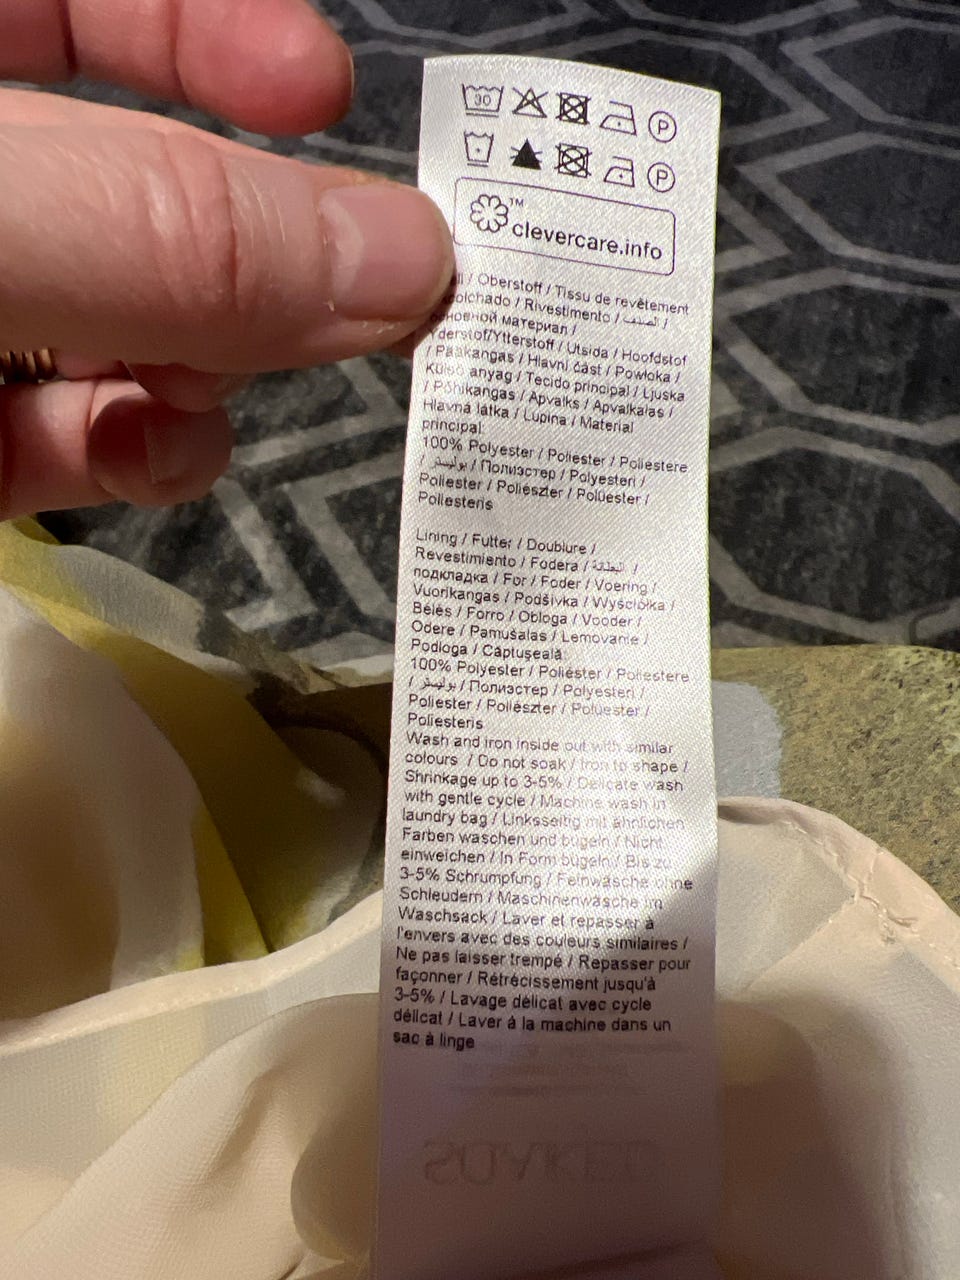 30 P
P
™ clevercare.info
/ Oberstoff / Tissu de revêtement
/ Rivestimento / الصنف /
основной материал /
Yderstof/Ytterstoff / Utsida / Hoofdstof
/ Pääkangas / Hlavní část / Powłoka /
Külső anyag / Tecido principal / Ljuska
/ Põhikangas / Apvalks / Apvalkalas /
Hlavná látka / Lupina / Material
principal:
100% Polyester / Poliester / Poliestere
/ بوليستر / Полиэстер / Polyesteri /
Poliester / Poliészter / Polüester /
Poliesteris
Lining / Futter / Doublure /
Revestimiento / Fodera / البطانة /
подкладка / For / Foder / Voering /
Vuorikangas / Podšívka / Wyściółka /
Bélés / Forro / Obloga / Vooder /
Odere / Pamušalas / Lemovanie /
Podloga / Căptuşeală:
100% Polyester / Poliéster / Poliestere
/ بوليستر / Полиэстер / Polyesteri /
Poliester / Poliészter / Polüester /
Poliesteris
Wash and iron inside out with similar
colours / Do not soak / Iron to shape /
Shrinkage up to 3-5% / Delicate wash
with gentle cycle / Machine wash in
laundry bag / Linksseitig mit ähnlichen
Farben waschen und bügeln / Nicht
einweichen / In Form bügeln / Bis zu
3-5% Schrumpfung / Feinwäsche ohne
Schleudern / Maschinenwäsche im
Waschsack / Laver et repasser à
l'envers avec des couleurs similaires /
Ne pas laisser trempé / Repasser pour
façonner / Rétrécissement jusqu'à
3-5% / Lavage délicat avec cycle
délicat / Laver à la machine dans un
sac à linge